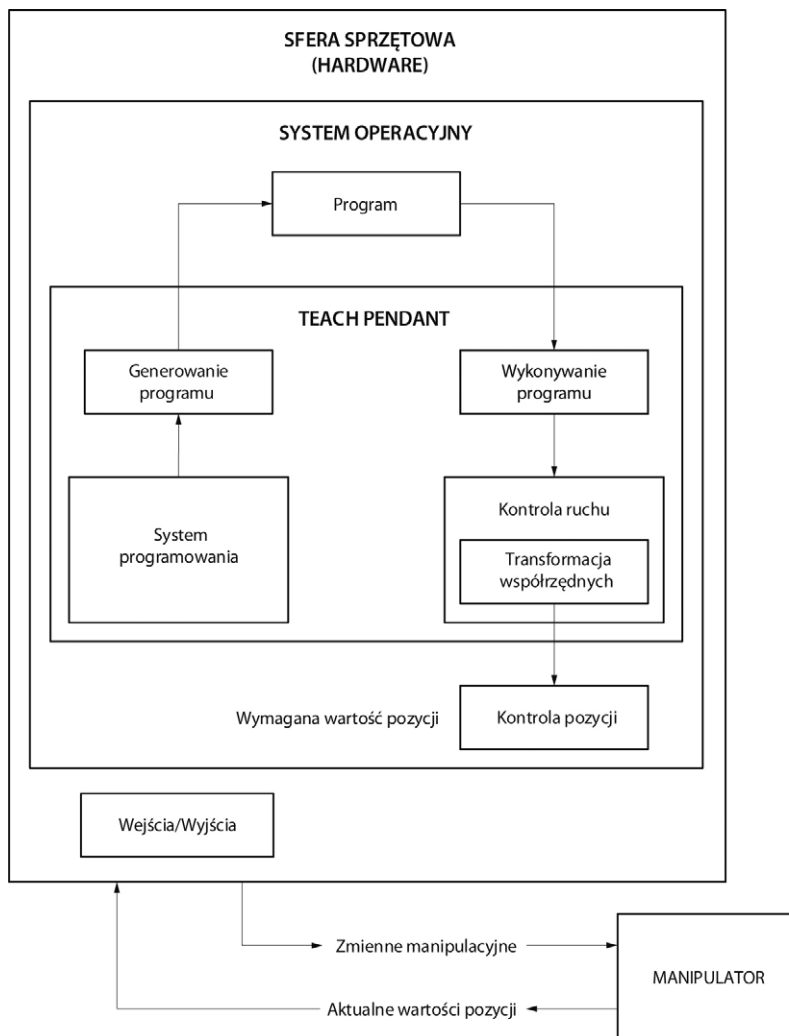 SFERA SPRZĘTOWA
(HARDWARE)
SYSTEM OPERACYJNY
Program
TEACH PENDANT
Generowanie
programu
Wykonywanie
programu
System
programowania
Kontrola ruchu
Transformacja
współrzędnych
Wymagana wartość pozycji
Kontrola pozycji
Wejścia/Wyjścia
Zmienne manipulacyjne
MANIPULATOR
Aktualne wartości pozycji